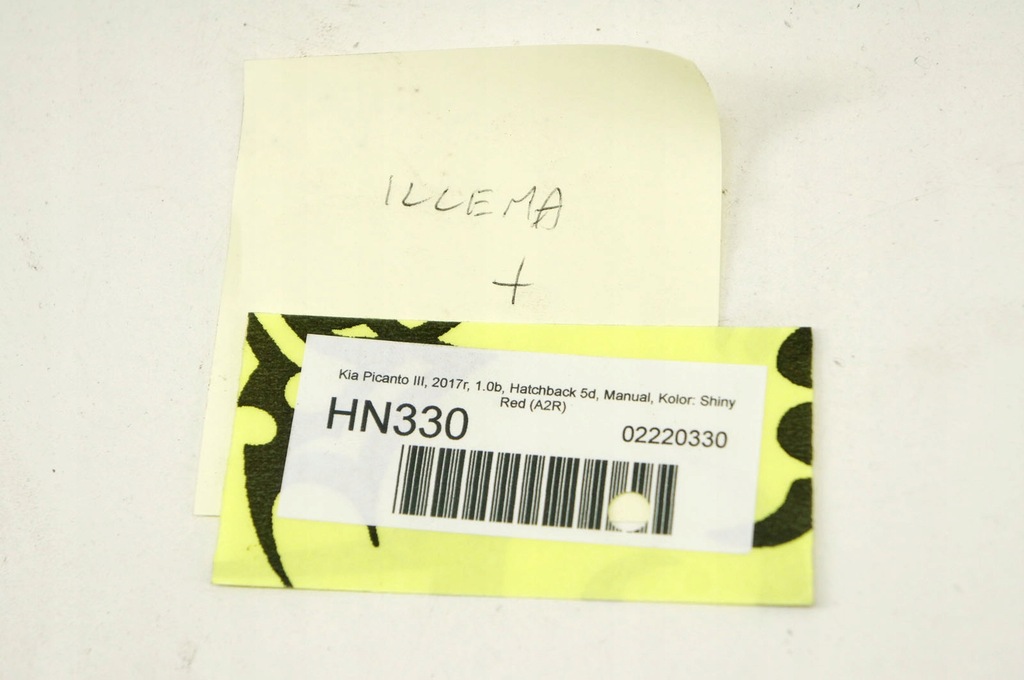 ILLEMA
+
Kia Picanto III, 2017r, 1.0b, Hatchback 5d, Manual, Kolor: Shiny
Red (A2R)
HN330 02220330